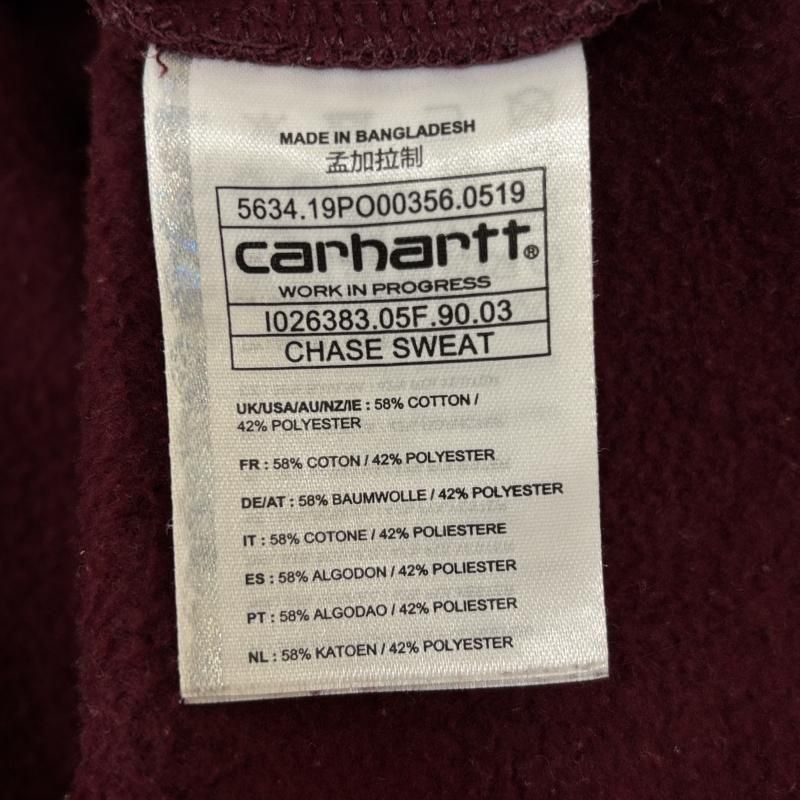 MADE IN BANGLADESH
孟加拉制
5634.19PO00356.0519
carhartt®
WORK IN PROGRESS
I026383.05F.90.03
CHASE SWEAT
UK/USA/AU/NZ/IE : 58% COTTON /
42% POLYESTER
FR : 58% COTON / 42% POLYESTER
DE/AT : 58% BAUMWOLLE / 42% POLYESTER
IT : 58% COTONE / 42% POLIESTERE
ES : 58% ALGODON / 42% POLIESTER
PT : 58% ALGODAO / 42% POLIESTER
NL : 58% KATOEN / 42% POLYESTER